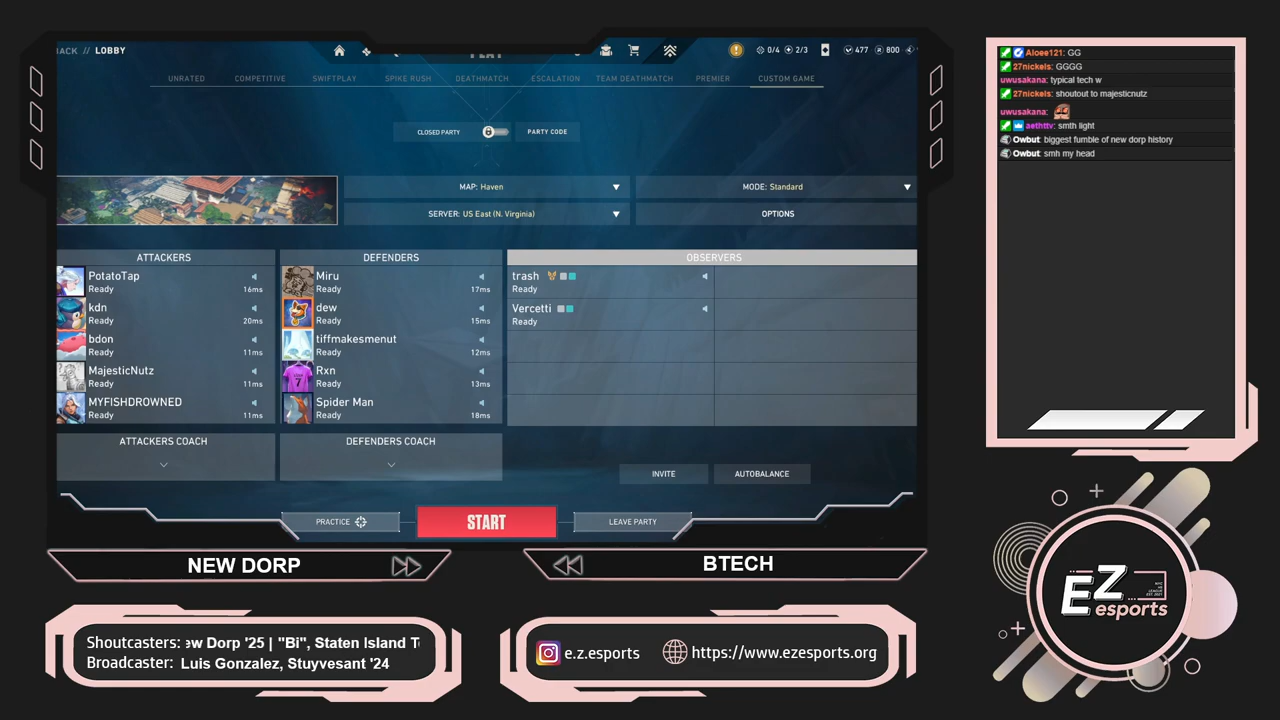 ACK // LOBBY
0/4 2/3
477 800
UNRATED COMPETITIVE SWIFTPLAY SPIKE RUSH DEATHMATCH ESCALATION TEAM DEATHMATCH PREMIER CUSTOM GAME
CLOSED PARTY
PARTY CODE
MAP: Haven
MODE: Standard
SERVER: US East (N. Virginia)
OPTIONS
ATTACKERS
PotatoTap
Ready 16ms
kdn
Ready 20ms
bdon
Ready 11ms
MajesticNutz
Ready 11ms
MYFISHDROWNED
Ready 11ms
ATTACKERS COACH
DEFENDERS
Miru
Ready 17ms
dew
Ready 15ms
tiffmakesmenut
Ready 12ms
Rxn
Ready 13ms
Spider Man
Ready 18ms
DEFENDERS COACH
OBSERVERS
trash
Ready
Vercetti
Ready
INVITE
AUTOBALANCE
PRACTICE
START
LEAVE PARTY
NEW DORP
BTECH
Shoutcasters: ew Dorp '25 | "Bi", Staten Island T
Broadcaster: Luis Gonzalez, Stuyvesant '24
e.z.esports
https://www.ezesports.org
Aloee121: GG
27nickels: GGGG
uwusakana: typical tech w
27nickels: shoutout to majesticnutz
uwusakana:
aethttv: smth light
Owbut: biggest fumble of new dorp history
Owbut: smh my head
EZ
esports